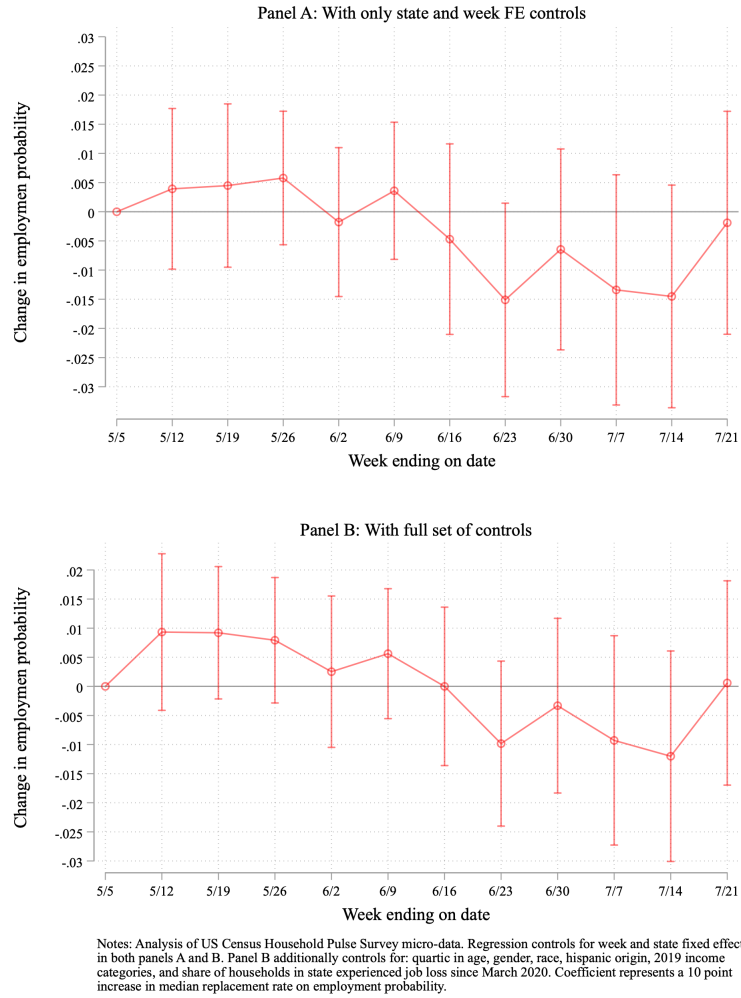 Panel A: With only state and week FE controls
Change in employmen probability
.03
.025
.02
.015
.01
.005
0
-.005
-.01
-.015
-.02
-.025
-.03
5/5 5/12 5/19 5/26 6/2 6/9 6/16 6/23 6/30 7/7 7/14 7/21
Week ending on date
Panel B: With full set of controls
Change in employmen probability
.02
.015
.01
.005
0
-.005
-.01
-.015
-.02
-.025
-.03
5/5 5/12 5/19 5/26 6/2 6/9 6/16 6/23 6/30 7/7 7/14 7/21
Week ending on date
Notes: Analysis of US Census Household Pulse Survey micro-data. Regression controls for week and state fixed effec
in both panels A and B. Panel B additionally controls for: quartic in age, gender, race, hispanic origin, 2019 income
categories, and share of households in state experienced job loss since March 2020. Coefficient represents a 10 point
increase in median replacement rate on employment probability.